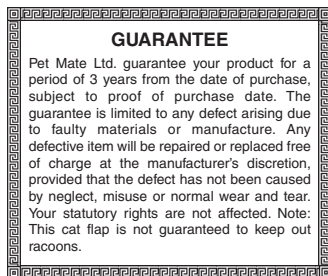 GUARANTEE
Pet Mate Ltd. guarantee your product for a
period of 3 years from the date of purchase,
subject to proof of purchase date. The
guarantee is limited to any defect arising due
to faulty materials or manufacture. Any
defective item will be repaired or replaced free
of charge at the manufacturer's discretion,
provided that the defect has not been caused
by neglect, misuse or normal wear and tear.
Your statutory rights are not affected. Note:
This cat flap is not guaranteed to keep out
racoons.